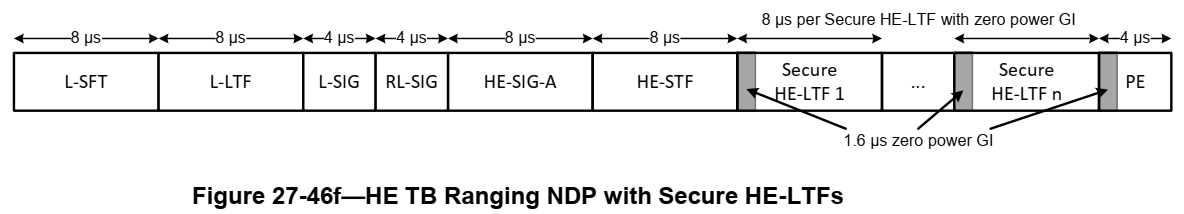 8 μs per Secure HE-LTF with zero power GI
8 μs 8 μs 4 μs 4 μs 8 μs 8 μs 4 μs
L-SFT L-LTF L-SIG RL-SIG HE-SIG-A HE-STF Secure HE-LTF 1 ... Secure HE-LTF n PE
1.6 μs zero power GI
Figure 27-46f—HE TB Ranging NDP with Secure HE-LTFs